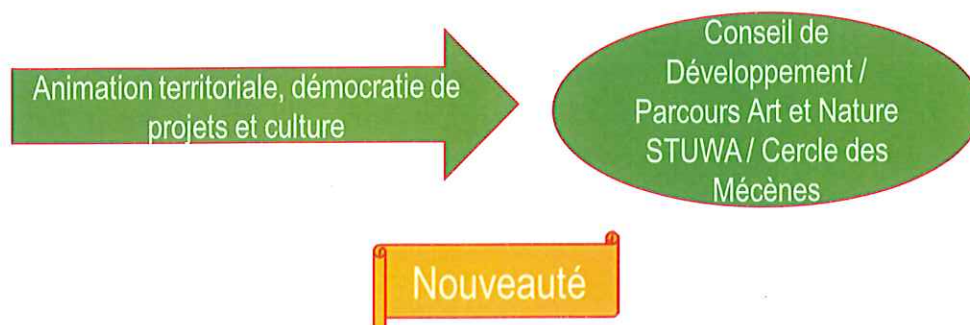 Animation territoriale, démocratie de
projets et culture
Conseil de
Développement /
Parcours Art et Nature
STUWA / Cercle des
Mécènes
Nouveauté